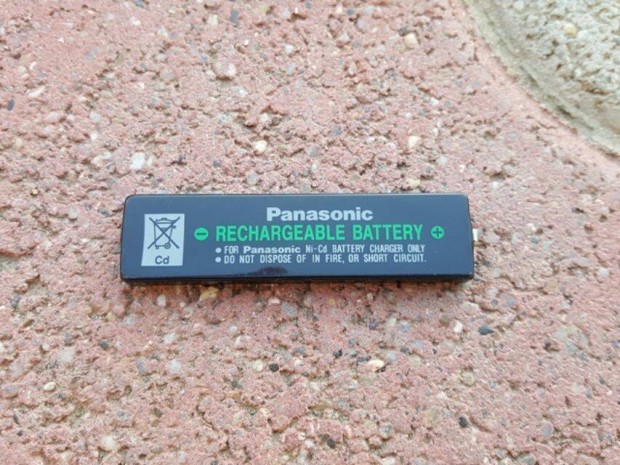 Panasonic
- RECHARGEABLE BATTERY +
• FOR Panasonic Ni-Cd BATTERY CHARGER ONLY
• DO NOT DISPOSE OF IN FIRE, OR SHORT CIRCUIT.
Cd